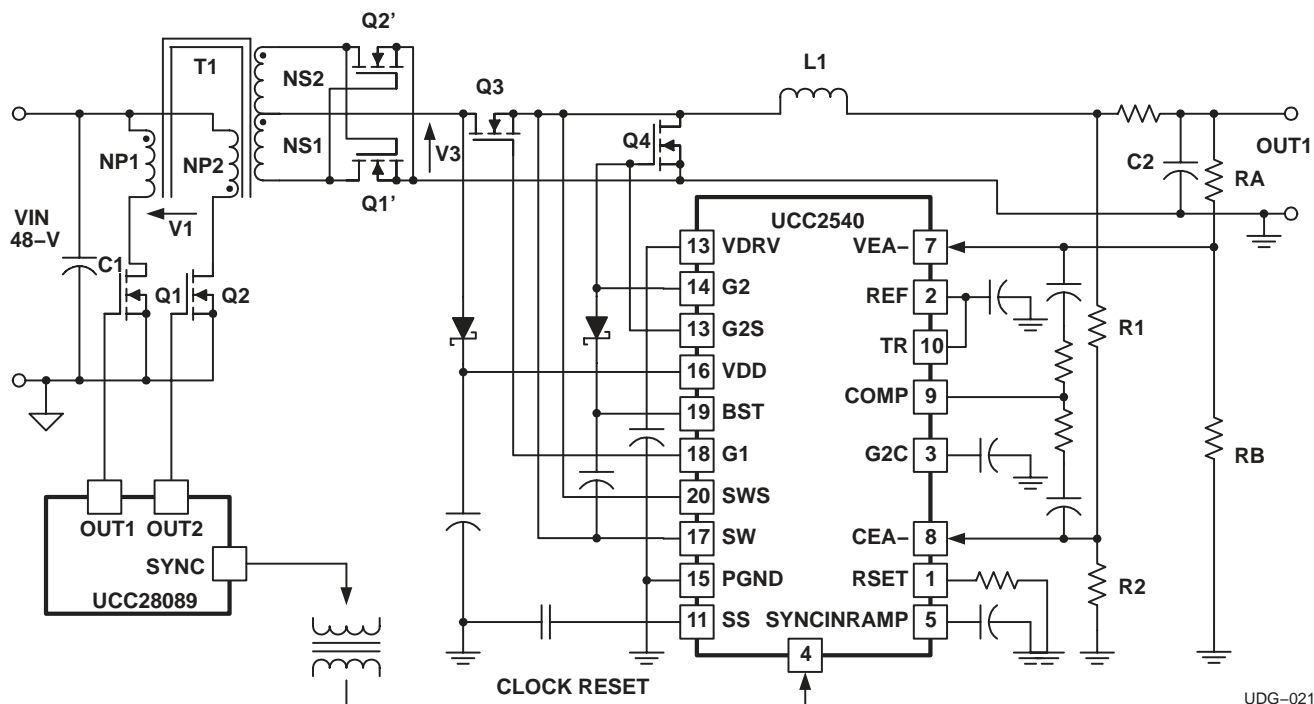 Q2’
T1
L1
NS2
Q3
Q4
OUT1
NP1
NP2
NS1
V3
C2
RA
Q1’
UCC2540
VIN
48–V
V1
13
VDRV
VEA–
7
C1
Q1
Q2
14
G2
REF
2
13
G2S
R1
TR
10
16
VDD
COMP
9
19
BST
18
G1
G2C
3
RB
20
SWS
OUT1
OUT2
17
SW
CEA–
8
SYNC
15
PGND
RSET
1
R2
UCC28089
11
SS
SYNCINRAMP
5
4
CLOCK RESET
UDG–021